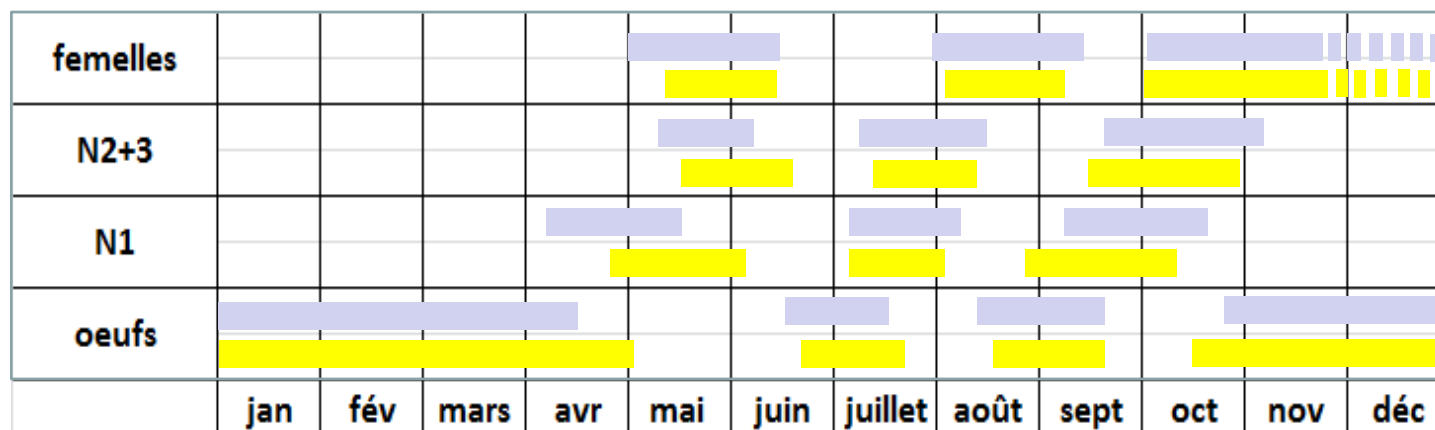 femelles
N2+3
N1
oeufs
jan fév mars avr mai juin juillet août sept oct nov déc